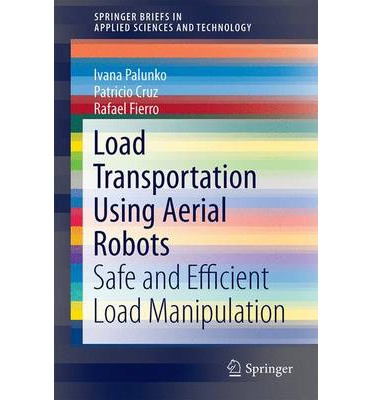 SPRINGER BRIEFS IN
APPLIED SCIENCES AND TECHNOLOGY
Ivana Palunko
Patricio Cruz
Rafael Fierro
Load
Transportation
Using Aerial
Robots
Safe and Efficient
Load Manipulation
Springer